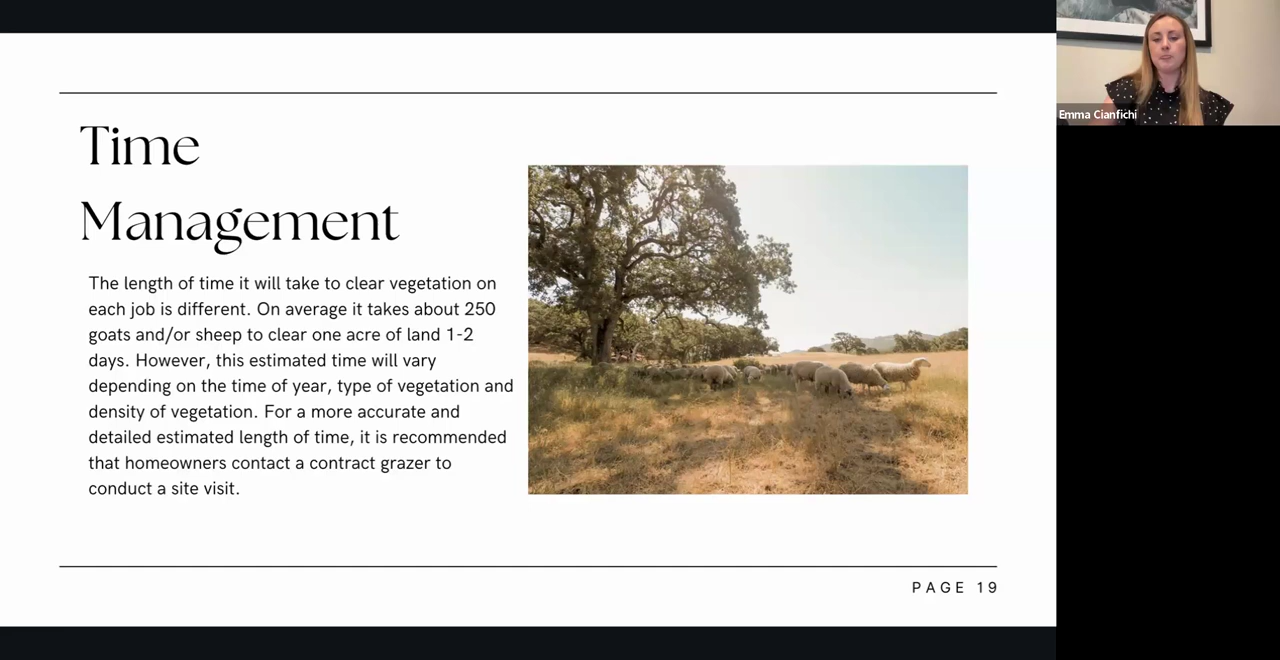 Time
Management
The length of time it will take to clear vegetation on
each job is different. On average it takes about 250
goats and/or sheep to clear one acre of land 1-2
days. However, this estimated time will vary
depending on the time of year, type of vegetation and
density of vegetation. For a more accurate and
detailed estimated length of time, it is recommended
that homeowners contact a contract grazer to
conduct a site visit.
PAGE 19
Emma Cianfichi